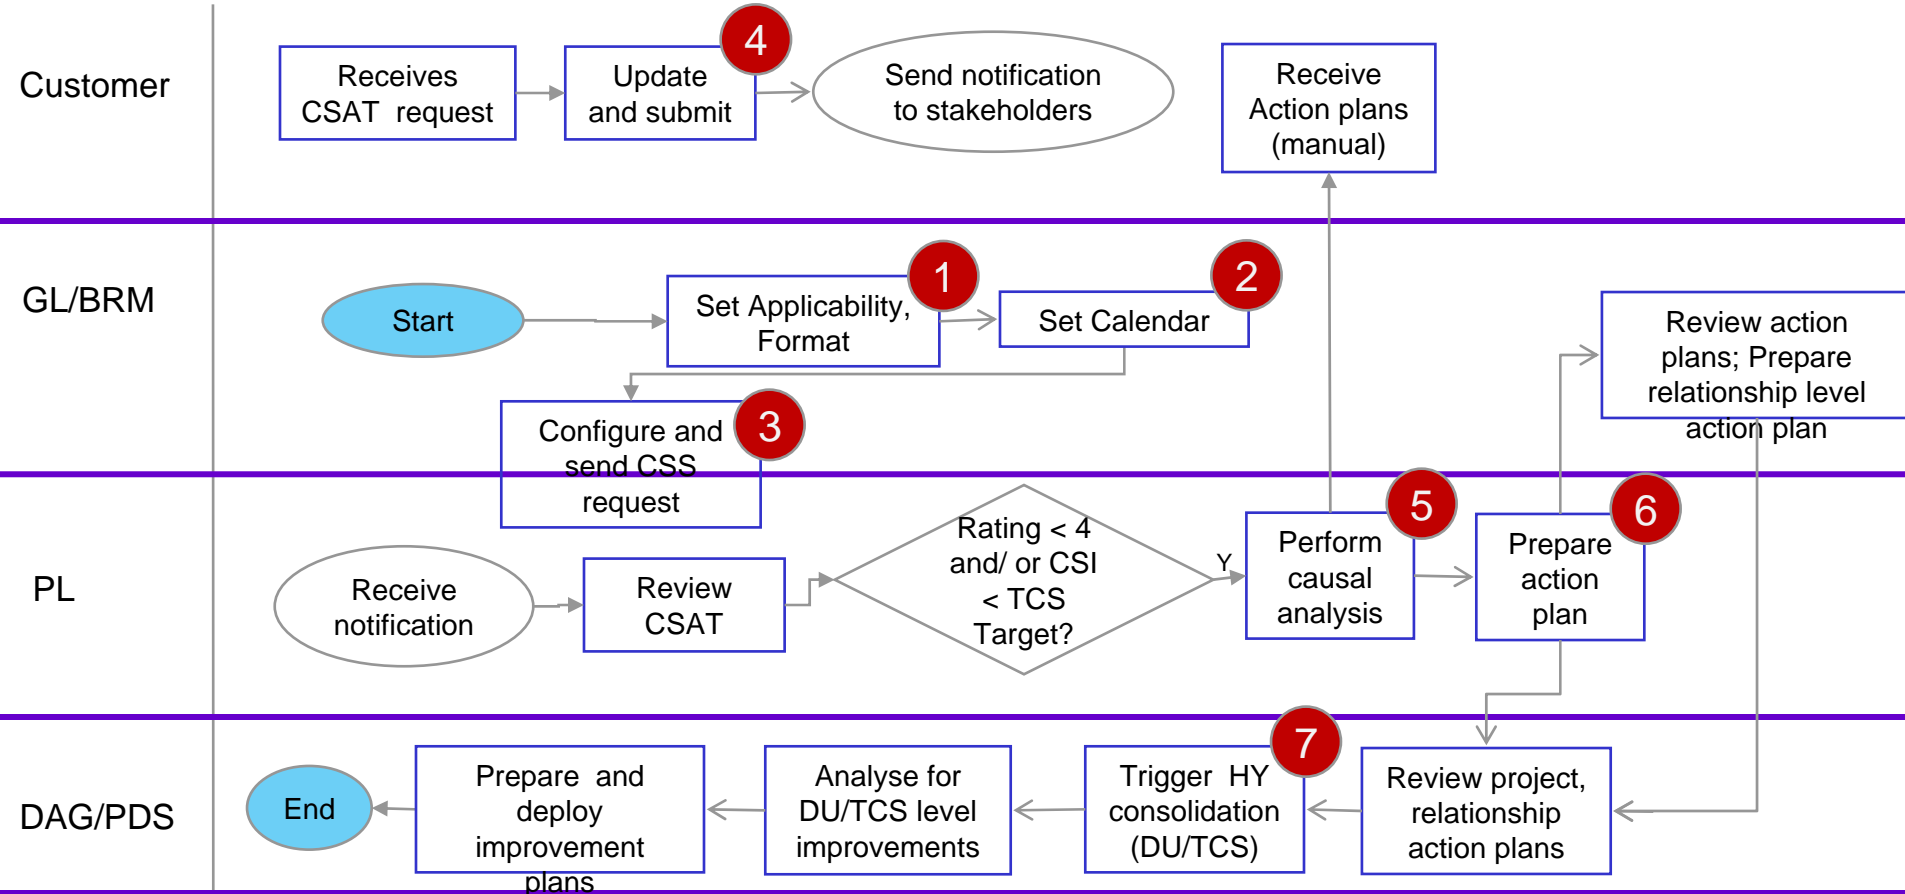 Customer
Receives
CSAT request
Update
and submit
4
Send notification
to stakeholders
Receive
Action plans
(manual)
GL/BRM
Start
Set Applicability,
Format
1
Set Calendar
2
Configure and
send CSS
request
3
Review action
plans; Prepare
relationship level
action plan
PL
Receive
notification
Review
CSAT
Rating < 4
and/ or CSI
< TCS
Target?
Y
Perform
causal
analysis
5
Prepare
action
plan
6
DAG/PDS
End
Prepare and
deploy
improvement
plans
Analyse for
DU/TCS level
improvements
Trigger HY
consolidation
(DU/TCS)
7
Review project,
relationship
action plans